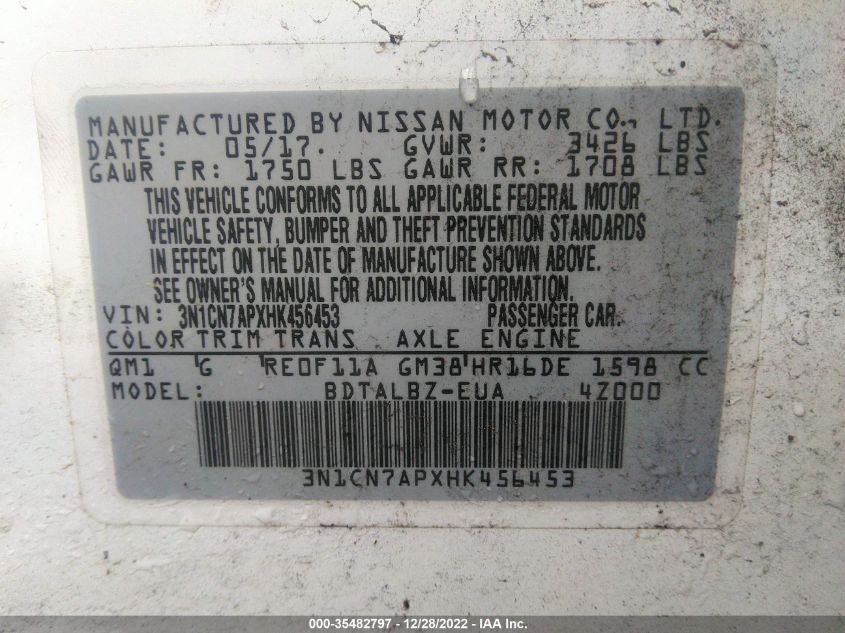 MANUFACTURED BY NISSAN MOTOR CO., LTD.
DATE: 05/17. GVWR: 3426 LBS
GAWR FR: 1750 LBS GAWR RR: 1708 LBS
THIS VEHICLE CONFORMS TO ALL APPLICABLE FEDERAL MOTOR
VEHICLE SAFETY, BUMPER AND THEFT PREVENTION STANDARDS
IN EFFECT ON THE DATE OF MANUFACTURE SHOWN ABOVE.
SEE OWNER'S MANUAL FOR ADDITIONAL INFORMATION.
VIN: 3N1CN7APXHK456453 PASSENGER CAR.
COLOR TRIM TRANS AXLE ENGINE
QM1 G RE0F11A GM38 HR16DE 1598 CC
MODEL: BDTALBZ-EUA 4Z000
3N1CN7APXHK456453
000-35482797 - 12/28/2022 - IAA Inc.